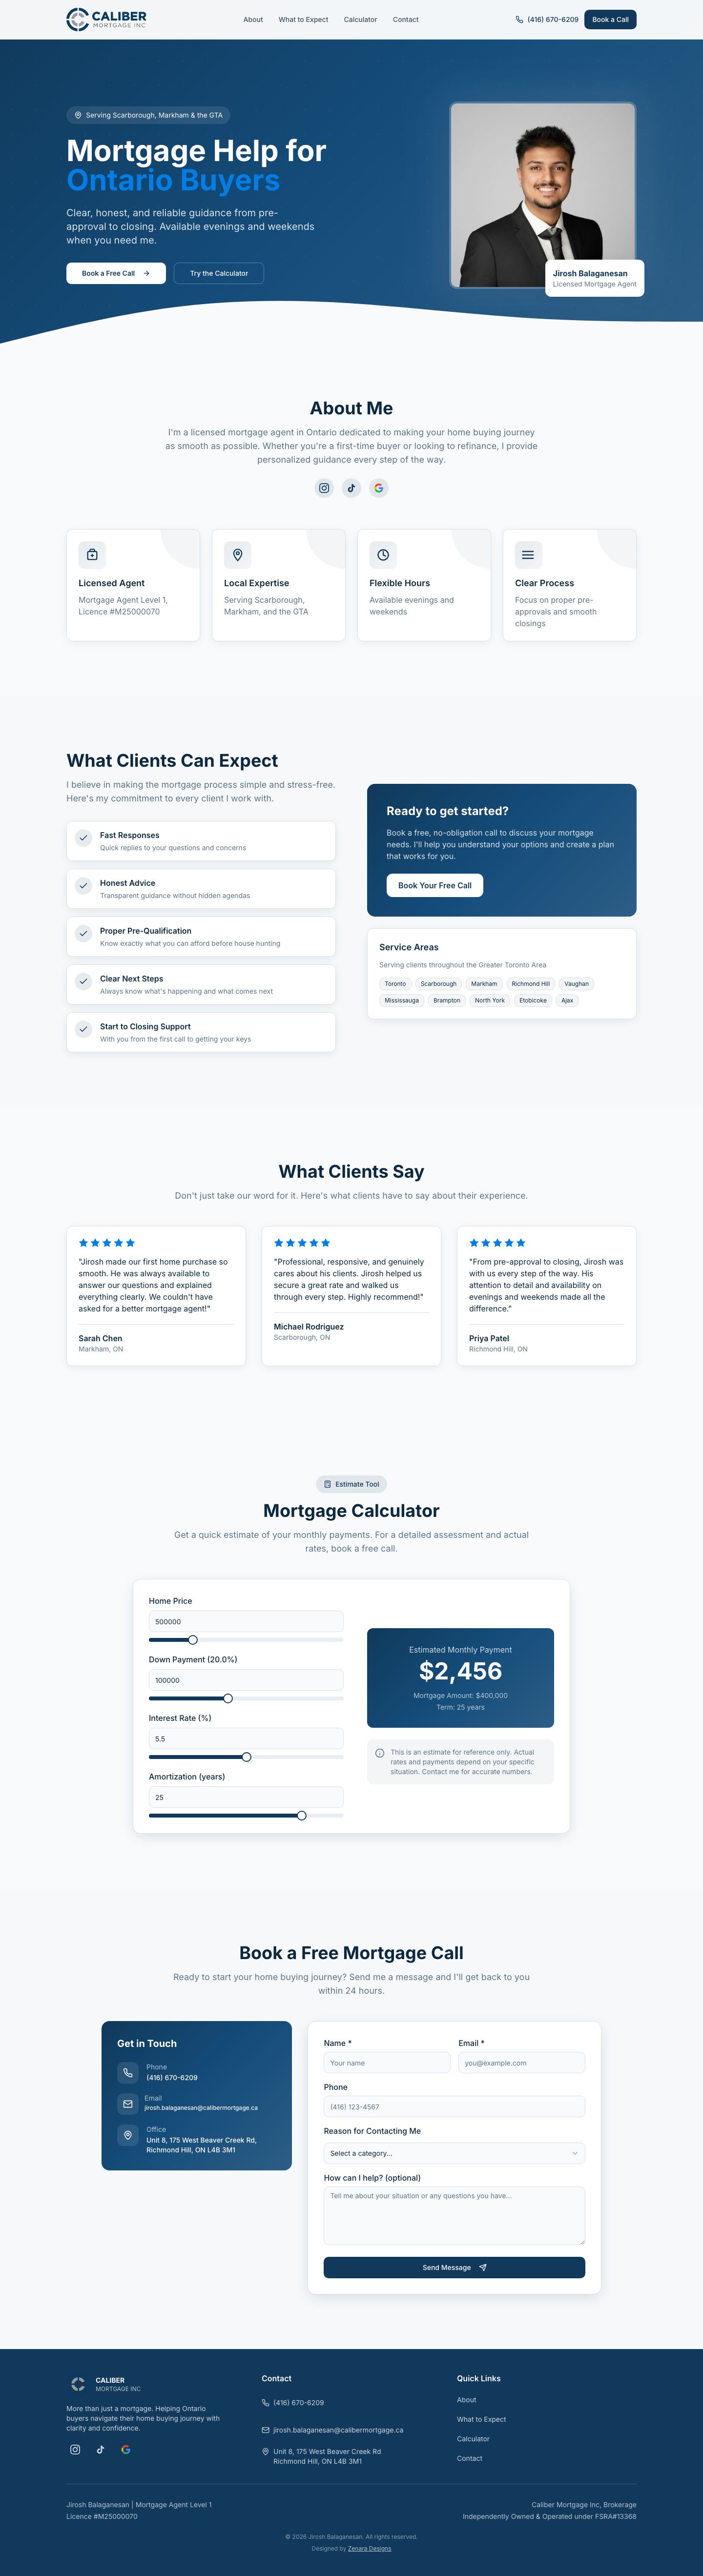 CALIBER
MORTGAGE INC
About
What to Expect
Calculator
Contact
(416) 670-6209
Book a Call
Serving Scarborough, Markham & the GTA
Mortgage Help for
Ontario Buyers
Clear, honest, and reliable guidance from pre-
approval to closing. Available evenings and weekends
when you need me.
Book a Free Call
Try the Calculator
Jirosh Balaganesan
Licensed Mortgage Agent
About Me
I'm a licensed mortgage agent in Ontario dedicated to making your home buying journey
as smooth as possible. Whether you're a first-time buyer or looking to refinance, I provide
personalized guidance every step of the way.
Licensed Agent
Mortgage Agent Level 1,
Licence #M25000070
Local Expertise
Serving Scarborough,
Markham, and the GTA
Flexible Hours
Available evenings and
weekends
Clear Process
Focus on proper pre-
approvals and smooth
closings
What Clients Can Expect
I believe in making the mortgage process simple and stress-free.
Here's my commitment to every client I work with.
Fast Responses
Quick replies to your questions and concerns
Honest Advice
Transparent guidance without hidden agendas
Proper Pre-Qualification
Know exactly what you can afford before house hunting
Clear Next Steps
Always know what's happening and what comes next
Start to Closing Support
With you from the first call to getting your keys
Ready to get started?
Book a free, no-obligation call to discuss your mortgage
needs. I'll help you understand your options and create a plan
that works for you.
Book Your Free Call
Service Areas
Serving clients throughout the Greater Toronto Area
Toronto
Scarborough
Markham
Richmond Hill
Vaughan
Mississauga
Brampton
North York
Etobicoke
Ajax
What Clients Say
Don't just take our word for it. Here's what clients have to say about their experience.
"Jirosh made our first home purchase so
smooth. He was always available to
answer our questions and explained
everything clearly. We couldn't have
asked for a better mortgage agent!"
Sarah Chen
Markham, ON
"Professional, responsive, and genuinely
cares about his clients. Jirosh helped us
secure a great rate and walked us
through every step. Highly recommend!"
Michael Rodriguez
Scarborough, ON
"From pre-approval to closing, Jirosh was
with us every step of the way. His
attention to detail and availability on
evenings and weekends made all the
difference."
Priya Patel
Richmond Hill, ON
Estimate Tool
Mortgage Calculator
Get a quick estimate of your monthly payments. For a detailed assessment and actual
rates, book a free call.
Home Price
500000
Down Payment (20.0%)
100000
Interest Rate (%)
5.5
Amortization (years)
25
Estimated Monthly Payment
$2,456
Mortgage Amount: $400,000
Term: 25 years
This is an estimate for reference only. Actual
rates and payments depend on your specific
situation. Contact me for accurate numbers.
Book a Free Mortgage Call
Ready to start your home buying journey? Send me a message and I'll get back to you
within 24 hours.
Get in Touch
Phone
(416) 670-6209
Email
jirosh.balaganesan@calibermortgage.ca
Office
Unit 8, 175 West Beaver Creek Rd,
Richmond Hill, ON L4B 3M1
Name *
Your name
Email *
you@example.com
Phone
(416) 123-4567
Reason for Contacting Me
Select a category...
How can I help? (optional)
Tell me about your situation or any questions you have...
Send Message
CALIBER
MORTGAGE INC
More than just a mortgage. Helping Ontario
buyers navigate their home buying journey with
clarity and confidence.
Contact
(416) 670-6209
jirosh.balaganesan@calibermortgage.ca
Unit 8, 175 West Beaver Creek Rd
Richmond Hill, ON L4B 3M1
Quick Links
About
What to Expect
Calculator
Contact
Jirosh Balaganesan | Mortgage Agent Level 1
Licence #M25000070
Caliber Mortgage Inc, Brokerage
Independently Owned & Operated under FSRA#13368
© 2026 Jirosh Balaganesan. All rights reserved.
Designed by Zenara Designs